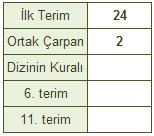 İlk Terim 24
Ortak Çarpan 2
Dizinin Kuralı
6. terim
11. terim